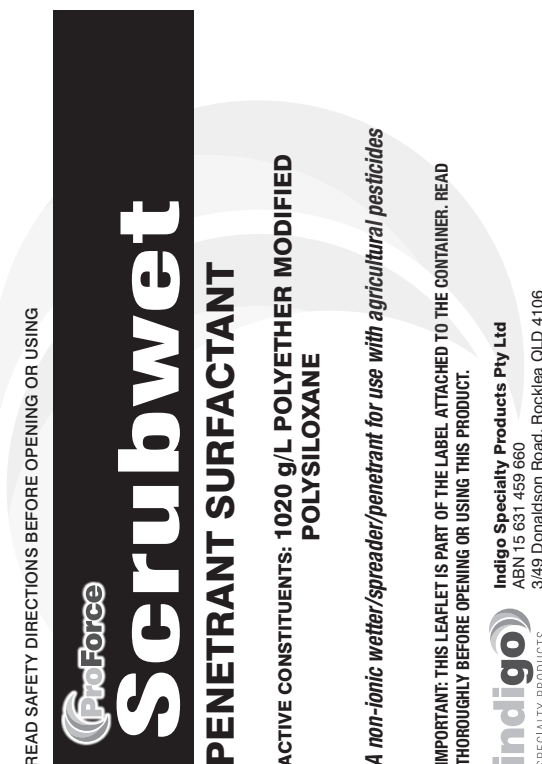 READ SAFETY DIRECTIONS BEFORE OPENING OR USING
ProForce
Scrubwet
PENETRANT SURFACTANT
ACTIVE CONSTITUENTS: 1020 g/L POLYETHER MODIFIED
POLYSILOXANE
A non-ionic wetter/spreader/penetrant for use with agricultural pesticides
IMPORTANT: THIS LEAFLET IS PART OF THE LABEL ATTACHED TO THE CONTAINER. READ
THOROUGHLY BEFORE OPENING OR USING THIS PRODUCT.
indigo
SPECIALTY PRODUCTS
Indigo Specialty Products Pty Ltd
ABN 15 631 459 660
3/49 Donaldson Road, Rocklea QLD 4106